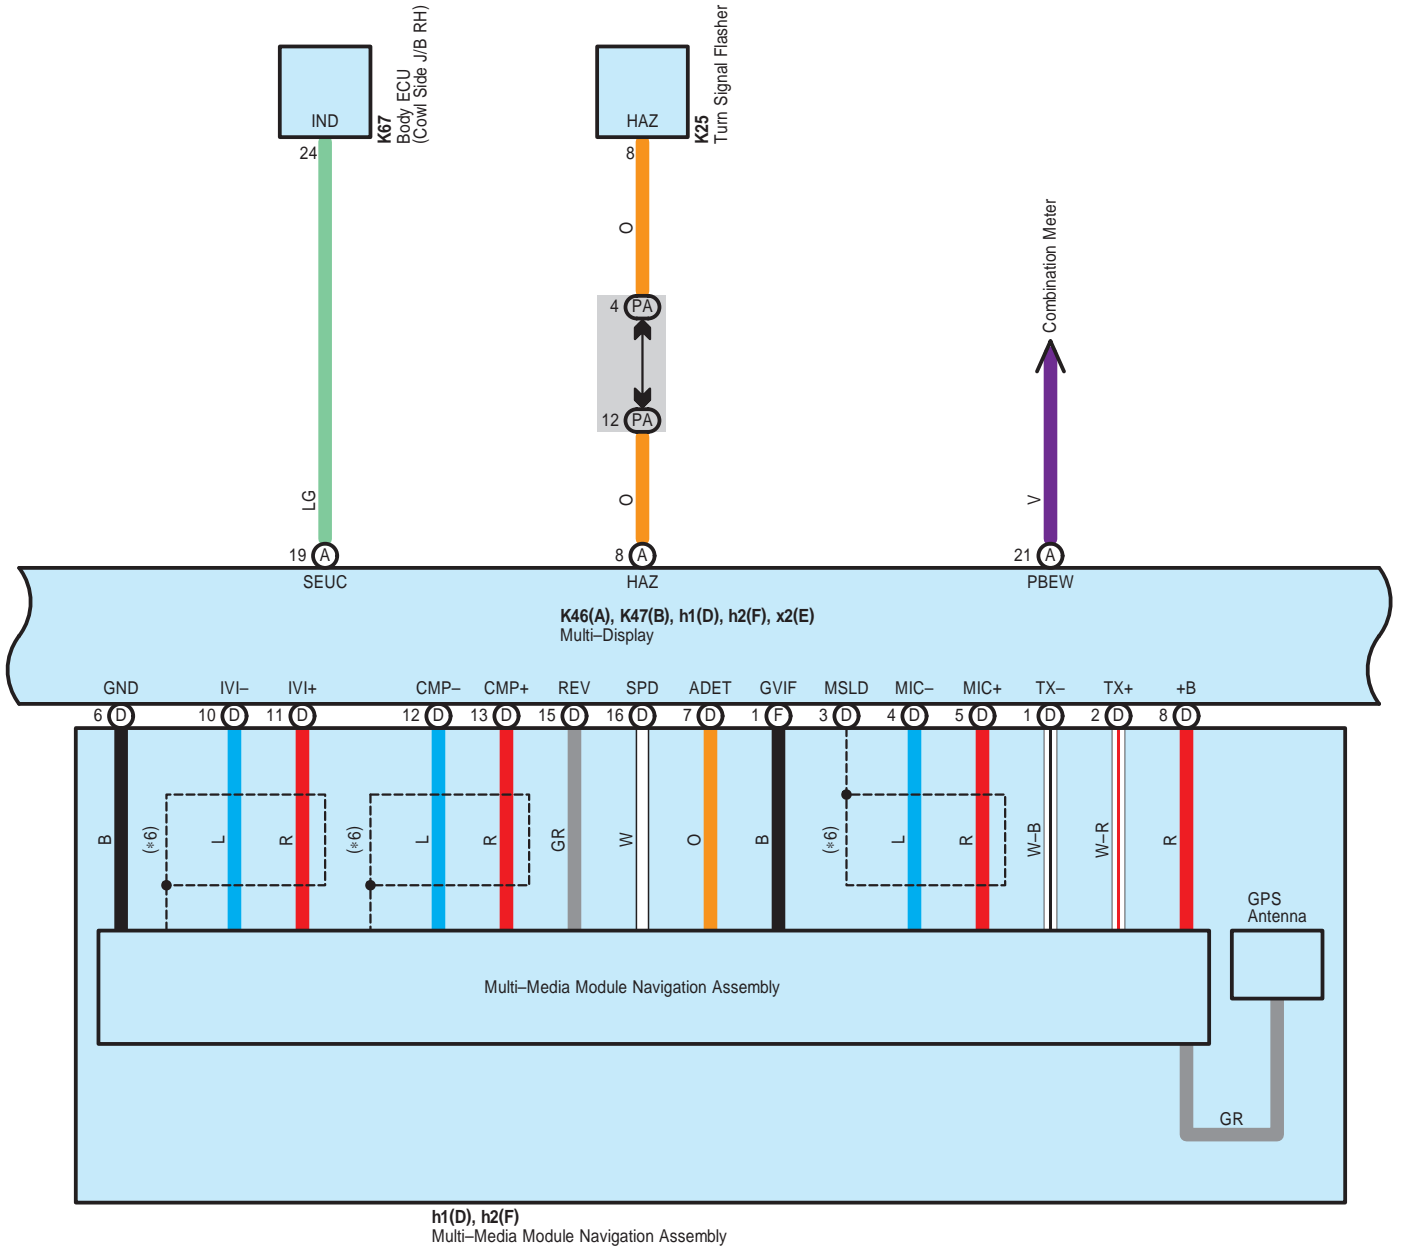 IND
24
K67
Body ECU
(Cowl Side J/B RH)
HAZ
8
K25
Turn Signal Flasher
O
4 PA
12 PA
Combination Meter
LG
O
V
19 A
8 A
21 A
SEUC
HAZ
PBEW
K46(A), K47(B), h1(D), h2(F), x2(E)
Multi–Display
GND IVI– IVI+ CMP– CMP+ REV SPD ADET GVIF MSLD MIC– MIC+ TX– TX+ +B
6 D 10 D 11 D 12 D 13 D 15 D 16 D 7 D 1 F 3 D 4 D 5 D 1 D 2 D 8 D
B (*6) L R (*6) L R GR W O B (*6) L R W–B W–R R
GPS
Antenna
Multi–Media Module Navigation Assembly
GR
h1(D), h2(F)
Multi–Media Module Navigation Assembly